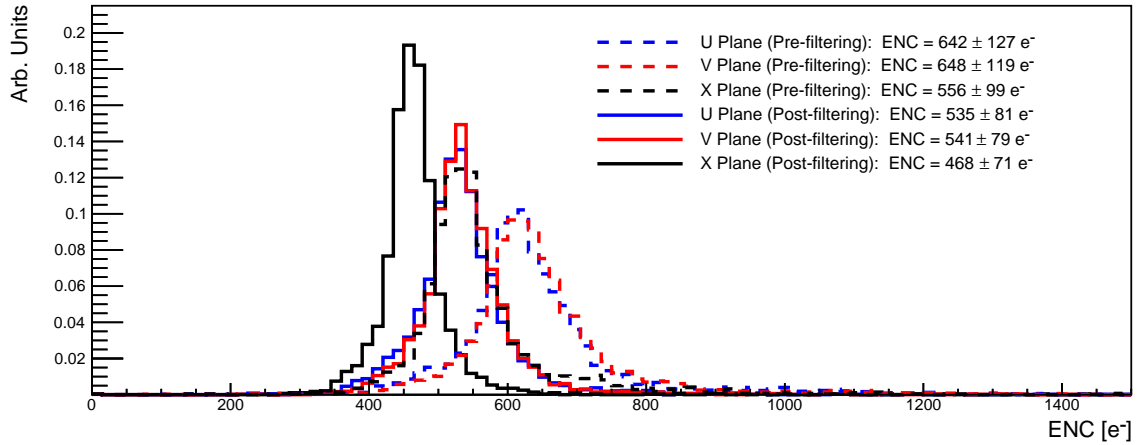 Arb. Units
0.2
0.18
0.16
0.14
0.12
0.1
0.08
0.06
0.04
0.02
U Plane (Pre-filtering): ENC = 642 ± 127 e⁻
V Plane (Pre-filtering): ENC = 648 ± 119 e⁻
X Plane (Pre-filtering): ENC = 556 ± 99 e⁻
U Plane (Post-filtering): ENC = 535 ± 81 e⁻
V Plane (Post-filtering): ENC = 541 ± 79 e⁻
X Plane (Post-filtering): ENC = 468 ± 71 e⁻
0 200 400 600 800 1000 1200 1400
ENC [e⁻]